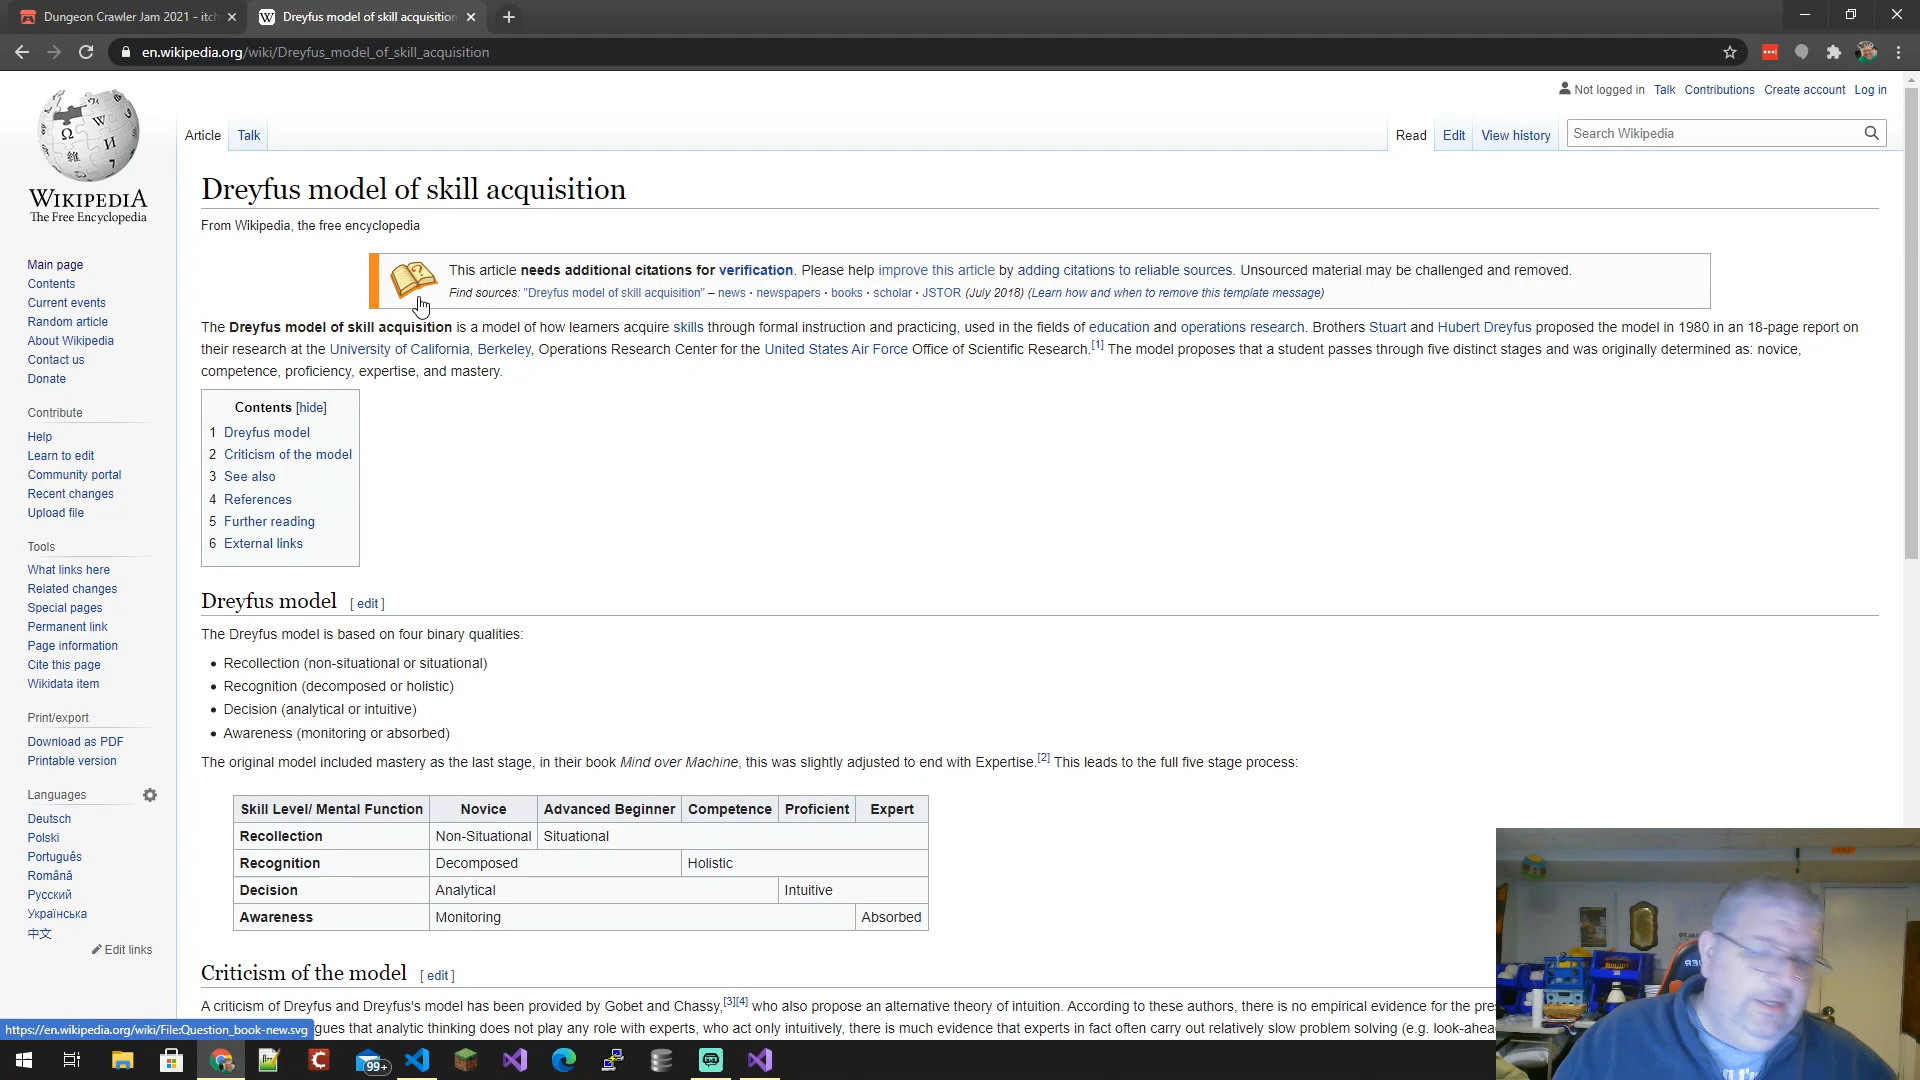 Dungeon Crawler Jam 2021 - itch
Dreyfus model of skill acquisition
en.wikipedia.org/wiki/Dreyfus_model_of_skill_acquisition
Not logged in Talk Contributions Create account Log in
Article Talk Read Edit View history Search Wikipedia
WIKIPEDIA
The Free Encyclopedia
Main page
Contents
Current events
Random article
About Wikipedia
Contact us
Donate
Contribute
Help
Learn to edit
Community portal
Recent changes
Upload file
Tools
What links here
Related changes
Special pages
Permanent link
Page information
Cite this page
Wikidata item
Print/export
Download as PDF
Printable version
Languages
Deutsch
Polski
Português
Română
Русский
Українська
中文
Edit links
Dreyfus model of skill acquisition
From Wikipedia, the free encyclopedia
This article needs additional citations for verification. Please help improve this article by adding citations to reliable sources. Unsourced material may be challenged and removed.
Find sources: "Dreyfus model of skill acquisition" – news · newspapers · books · scholar · JSTOR (July 2018) (Learn how and when to remove this template message)
The Dreyfus model of skill acquisition is a model of how learners acquire skills through formal instruction and practicing, used in the fields of education and operations research. Brothers Stuart and Hubert Dreyfus proposed the model in 1980 in an 18-page report on
their research at the University of California, Berkeley, Operations Research Center for the United States Air Force Office of Scientific Research.[1] The model proposes that a student passes through five distinct stages and was originally determined as: novice,
competence, proficiency, expertise, and mastery.
Contents [hide]
1 Dreyfus model
2 Criticism of the model
3 See also
4 References
5 Further reading
6 External links
Dreyfus model [ edit ]
The Dreyfus model is based on four binary qualities:
• Recollection (non-situational or situational)
• Recognition (decomposed or holistic)
• Decision (analytical or intuitive)
• Awareness (monitoring or absorbed)
The original model included mastery as the last stage, in their book Mind over Machine, this was slightly adjusted to end with Expertise.[2] This leads to the full five stage process:
Skill Level/ Mental Function Novice Advanced Beginner Competence Proficient Expert
Recollection Non-Situational Situational
Recognition Decomposed Holistic
Decision Analytical Intuitive
Awareness Monitoring Absorbed
Criticism of the model [ edit ]
A criticism of Dreyfus and Dreyfus's model has been provided by Gobet and Chassy,[3][4] who also propose an alternative theory of intuition. According to these authors, there is no empirical evidence for the pres
gues that analytic thinking does not play any role with experts, who act only intuitively, there is much evidence that experts in fact often carry out relatively slow problem solving (e.g. look-ahea
https://en.wikipedia.org/wiki/File:Question_book-new.svg
99+